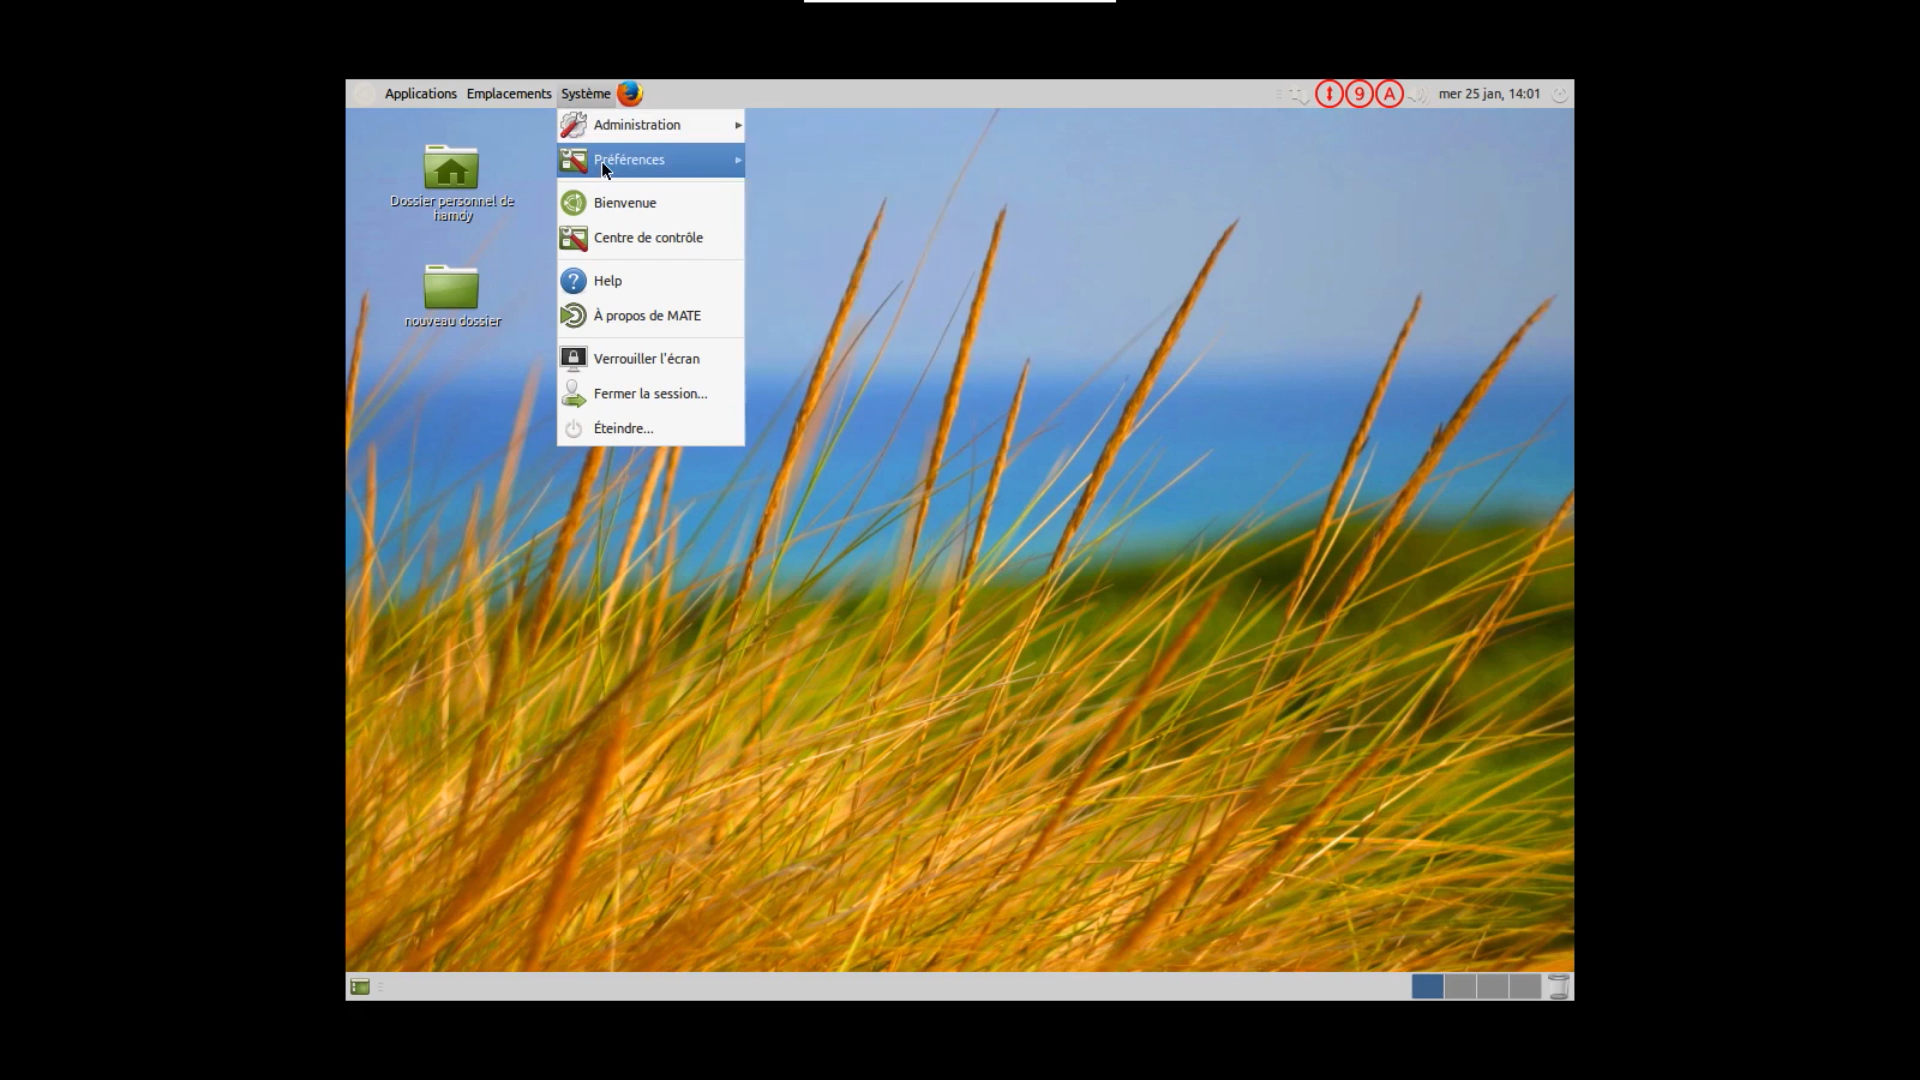 Applications Emplacements Système 9 A mer 25 jan, 14:01
Administration
Préférences
Bienvenue
Centre de contrôle
Help
À propos de MATE
Verrouiller l'écran
Fermer la session...
Éteindre...
Dossier personnel de
hamdy
nouveau dossier